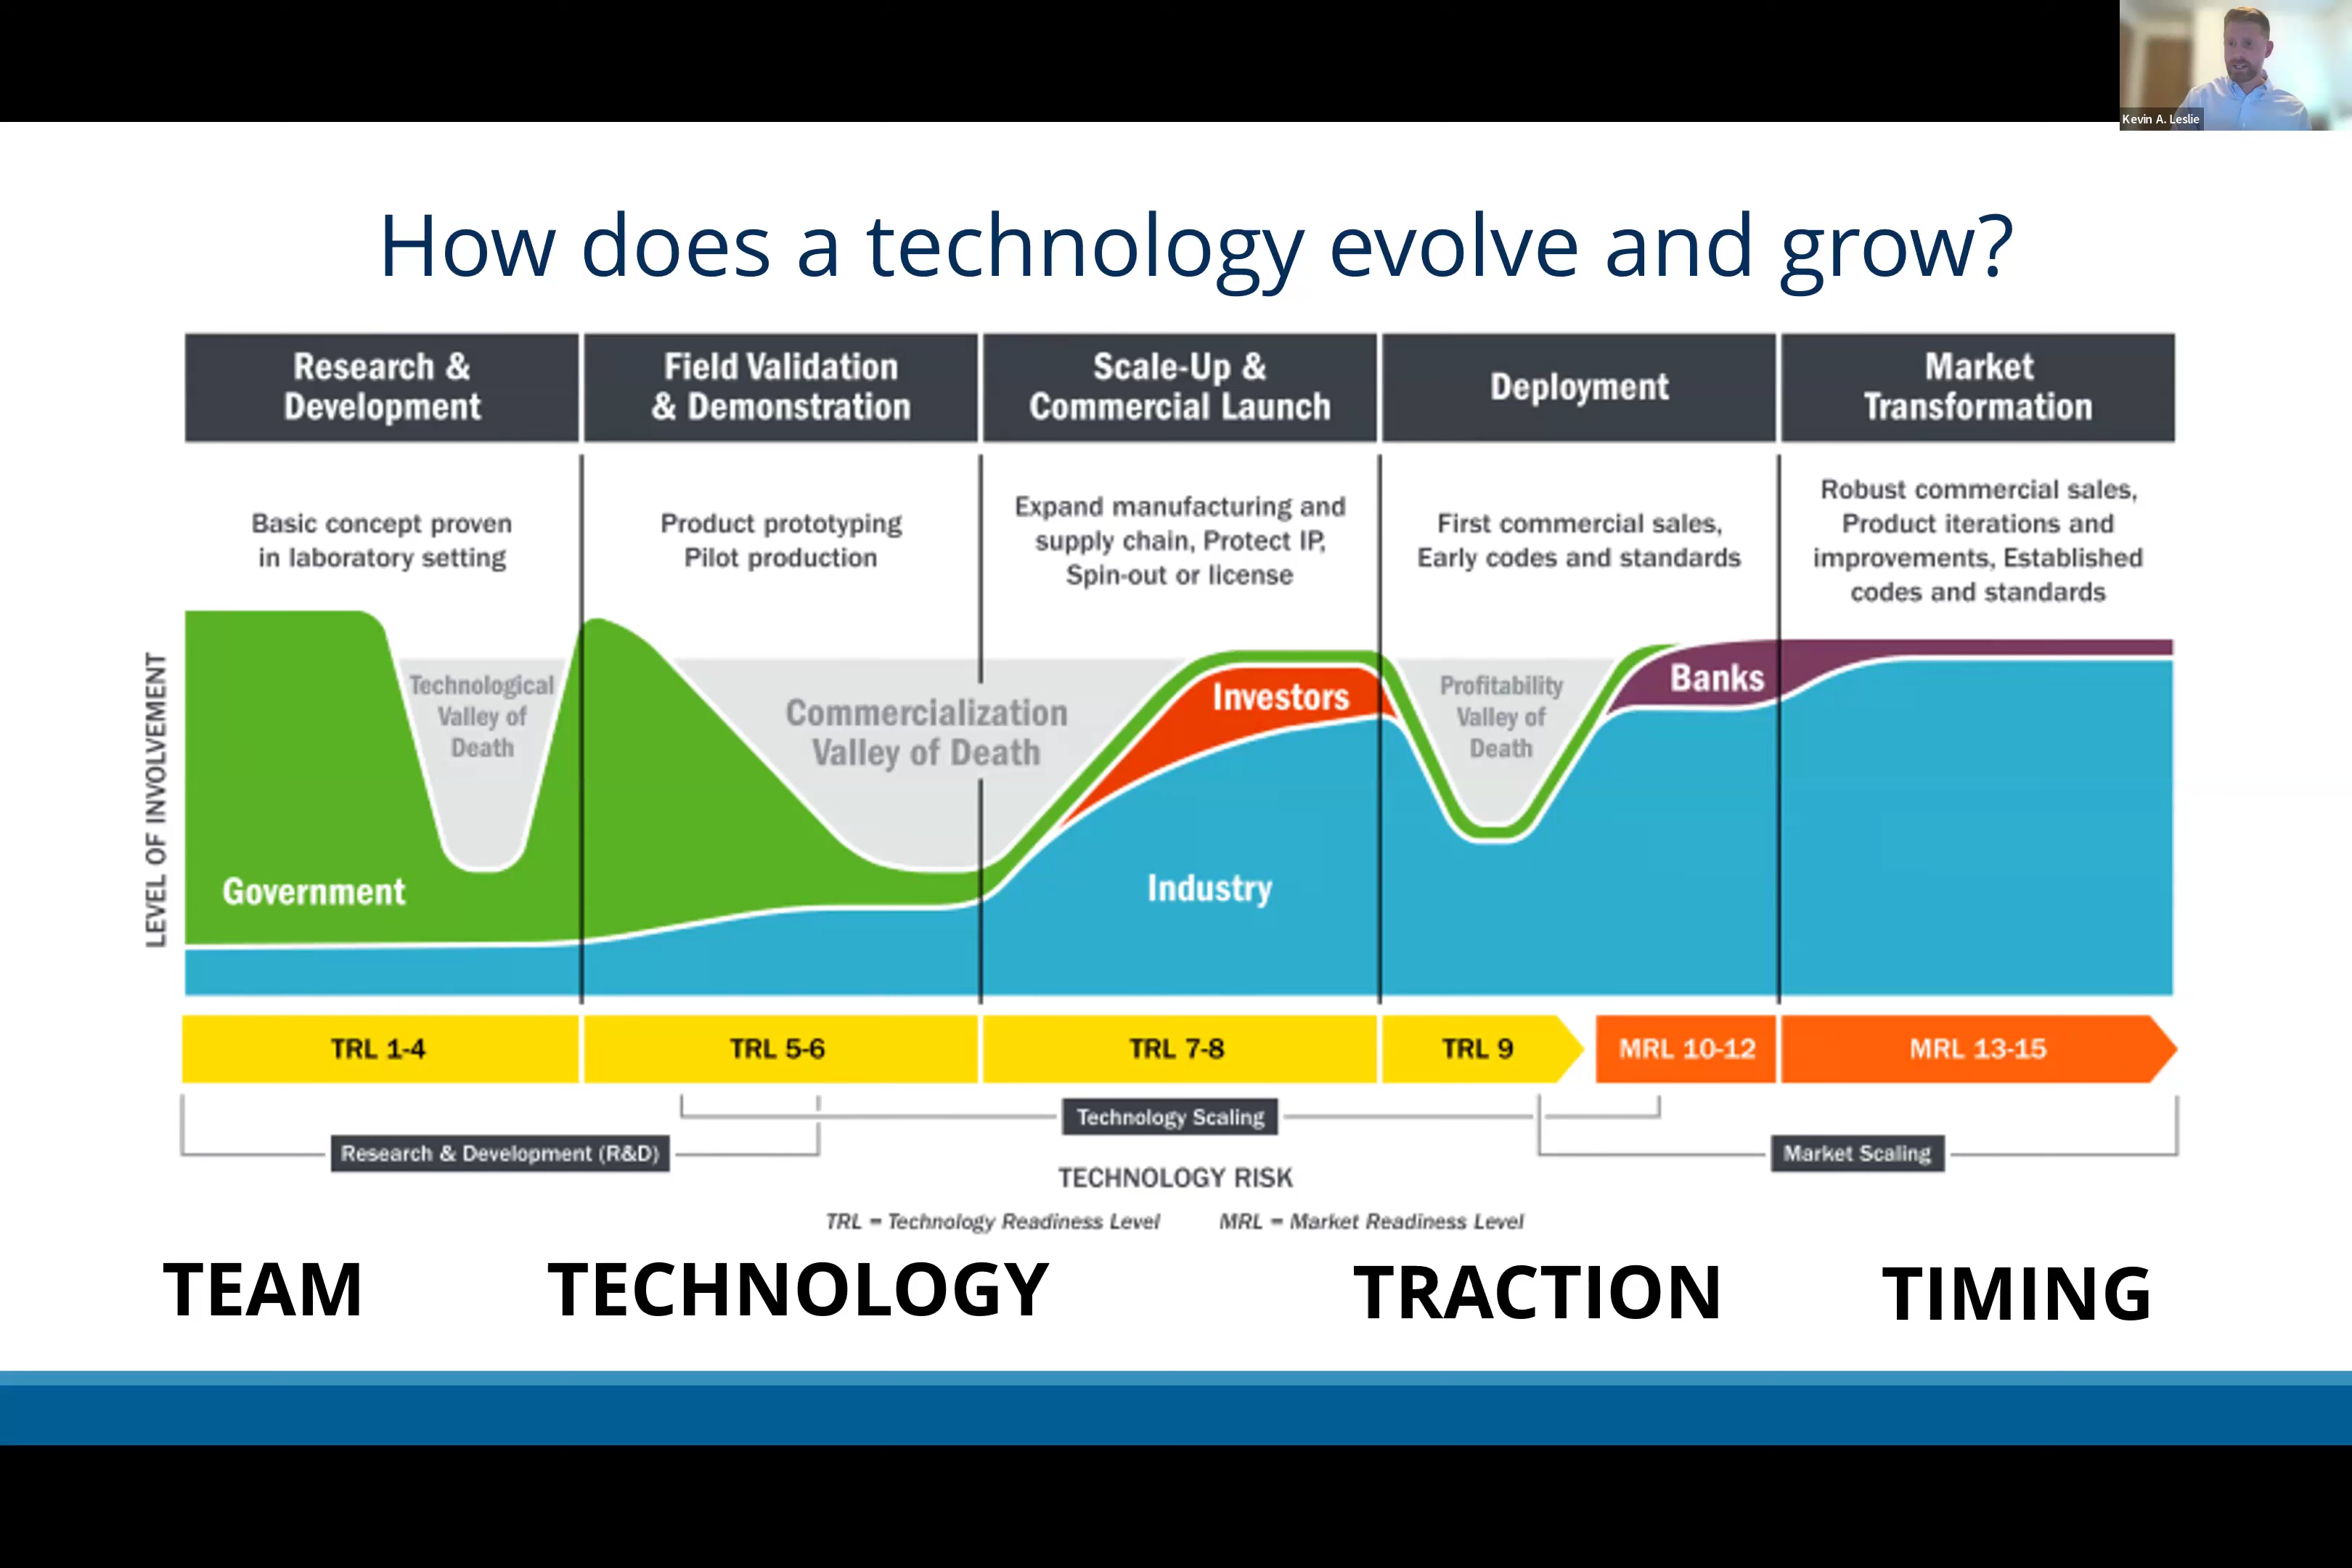 Kevin A. Leslie
How does a technology evolve and grow?
Research &
Development
Field Validation
& Demonstration
Scale-Up &
Commercial Launch
Deployment
Market
Transformation
Basic concept proven
in laboratory setting
Product prototyping
Pilot production
Expand manufacturing and
supply chain, Protect IP,
Spin-out or license
First commercial sales,
Early codes and standards
Robust commercial sales,
Product iterations and
improvements, Established
codes and standards
LEVEL OF INVOLVEMENT
Technological
Valley of
Death
Commercialization
Valley of Death
Investors
Profitability
Valley of
Death
Banks
Government
Industry
TRL 1-4
TRL 5-6
TRL 7-8
TRL 9
MRL 10-12
MRL 13-15
Technology Scaling
Research & Development (R&D)
Market Scaling
TECHNOLOGY RISK
TRL = Technology Readiness Level
MRL = Market Readiness Level
TEAM
TECHNOLOGY
TRACTION
TIMING